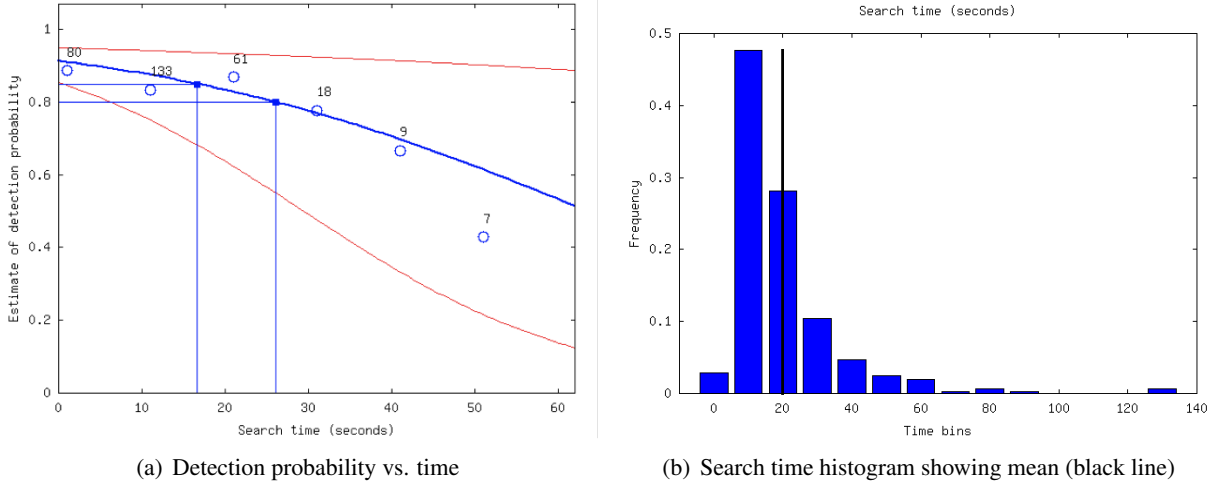 Search time (seconds)
1
0.8
0.6
0.4
0.2
0
Estimate of detection probability
80
133
61
18
9
7
0 10 20 30 40 50 60
Search time (seconds)
0.5
0.4
0.3
0.2
0.1
0
Frequency
0 20 40 60 80 100 120 140
Time bins
(a) Detection probability vs. time
(b) Search time histogram showing mean (black line)